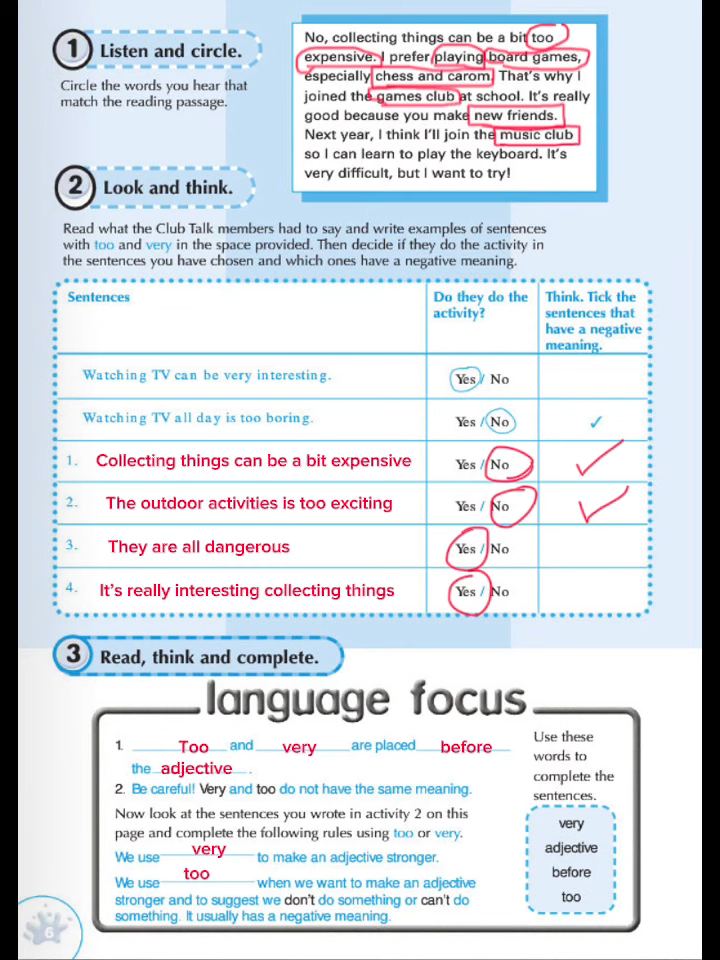 1 Listen and circle.
Circle the words you hear that
match the reading passage.
No, collecting things can be a bit too
expensive. I prefer playing board games,
especially chess and carom. That's why I
joined the games club at school. It's really
good because you make new friends.
Next year, I think I'll join the music club
so I can learn to play the keyboard. It's
very difficult, but I want to try!
2 Look and think.
Read what the Club Talk members had to say and write examples of sentences
with too and very in the space provided. Then decide if they do the activity in
the sentences you have chosen and which ones have a negative meaning.
Sentences
Do they do the
activity?
Think. Tick the
sentences that
have a negative
meaning.
Watching TV can be very interesting.
Yes / No
Watching TV all day is too boring.
Yes / No ✓
1. Collecting things can be a bit expensive
Yes / No ✓
2. The outdoor activities is too exciting
Yes / No ✓
3. They are all dangerous
Yes / No
4. It's really interesting collecting things
Yes / No
3 Read, think and complete.
language focus
1. Too and very are placed before
the adjective.
2. Be careful! Very and too do not have the same meaning.
Now look at the sentences you wrote in activity 2 on this
page and complete the following rules using too or very.
We use very to make an adjective stronger.
We use too when we want to make an adjective
stronger and to suggest we don't do something or can't do
something. It usually has a negative meaning.
Use these
words to
complete the
sentences.
very
adjective
before
too
6